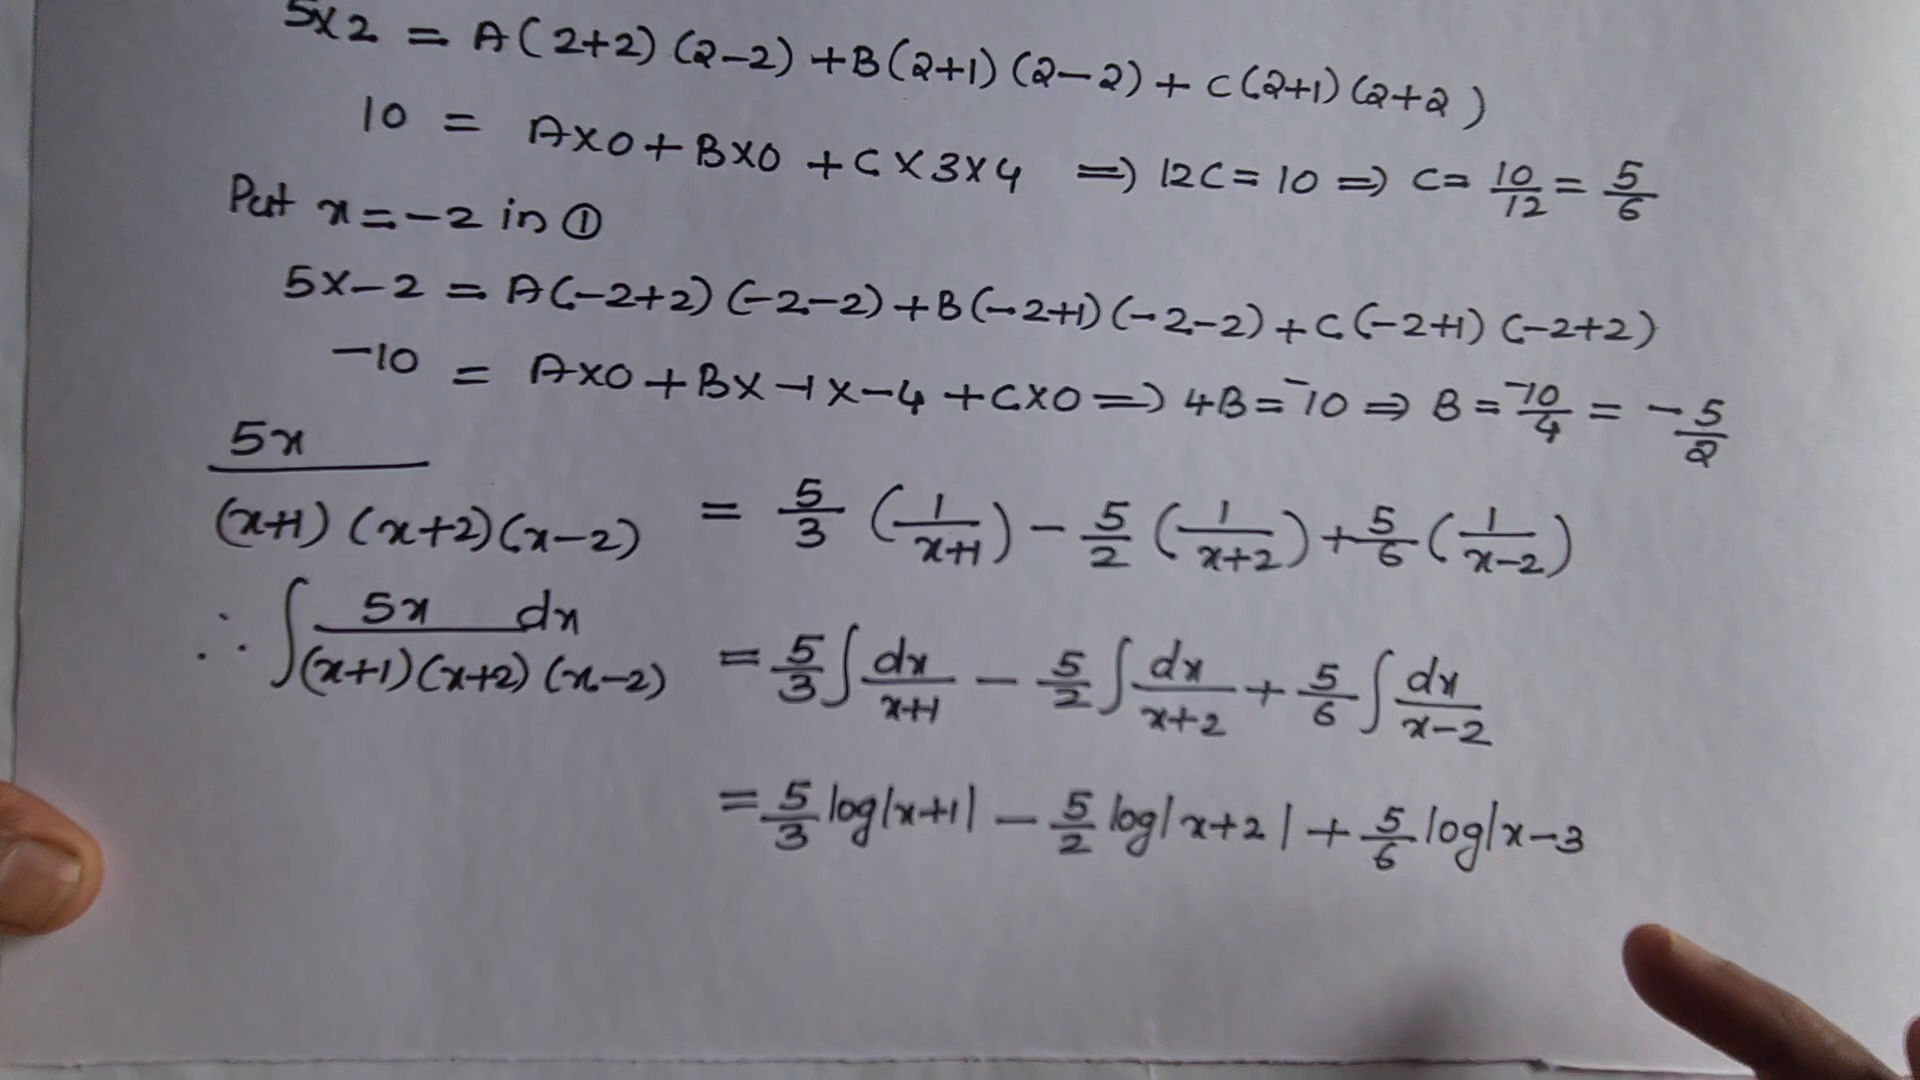 5×2 = A(2+2)(2-2)+B(2+1)(2-2)+C(2+1)(2+2)
10 = A×0+B×0+C×3×4 ⇒ 12C=10 ⇒ C=10/12=5/6
Put x=-2 in ①
5×-2 = A(-2+2)(-2-2)+B(-2+1)(-2-2)+C(-2+1)(-2+2)
-10 = A×0+B×-1×-4+C×0 ⇒ 4B=-10 ⇒ B=-10/4=-5/2
5x/(x+1)(x+2)(x-2) = 5/3(1/x+1)-5/2(1/x+2)+5/6(1/x-2)
∴ ∫5x dx/(x+1)(x+2)(x-2) = 5/3∫dx/x+1 - 5/2∫dx/x+2 + 5/6∫dx/x-2
= 5/3 log|x+1| - 5/2 log|x+2| + 5/6 log|x-3